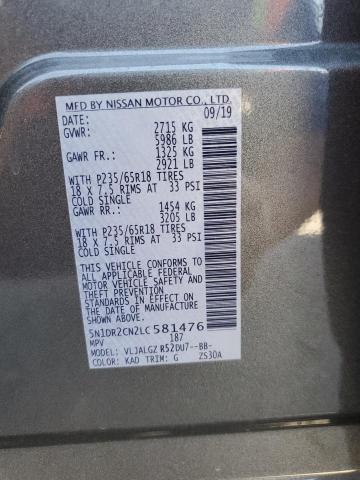 MFD BY NISSAN MOTOR CO., LTD.
DATE: 09/19
GVWR: 2715 KG
5986 LB
GAWR FR.: 1325 KG
2921 LB
WITH P235/65R18 TIRES
18 X 7.5 RIMS AT 33 PSI
COLD SINGLE
GAWR RR.: 1454 KG
3205 LB
WITH P235/65R18 TIRES
18 X 7.5 RIMS AT 33 PSI
COLD SINGLE
THIS VEHICLE CONFORMS TO
ALL APPLICABLE FEDERAL
MOTOR VEHICLE SAFETY
AND THEFT PREVENTION
STANDARDS IN EFFECT ON
THE DATE OF MANUFACTURE
SHOWN ABOVE.
5N1DR2CN2LC581476
MPV 187
MODEL: VLJALGZ R52DU7--BB-
COLOR: KAD TRIM: G ZS30A